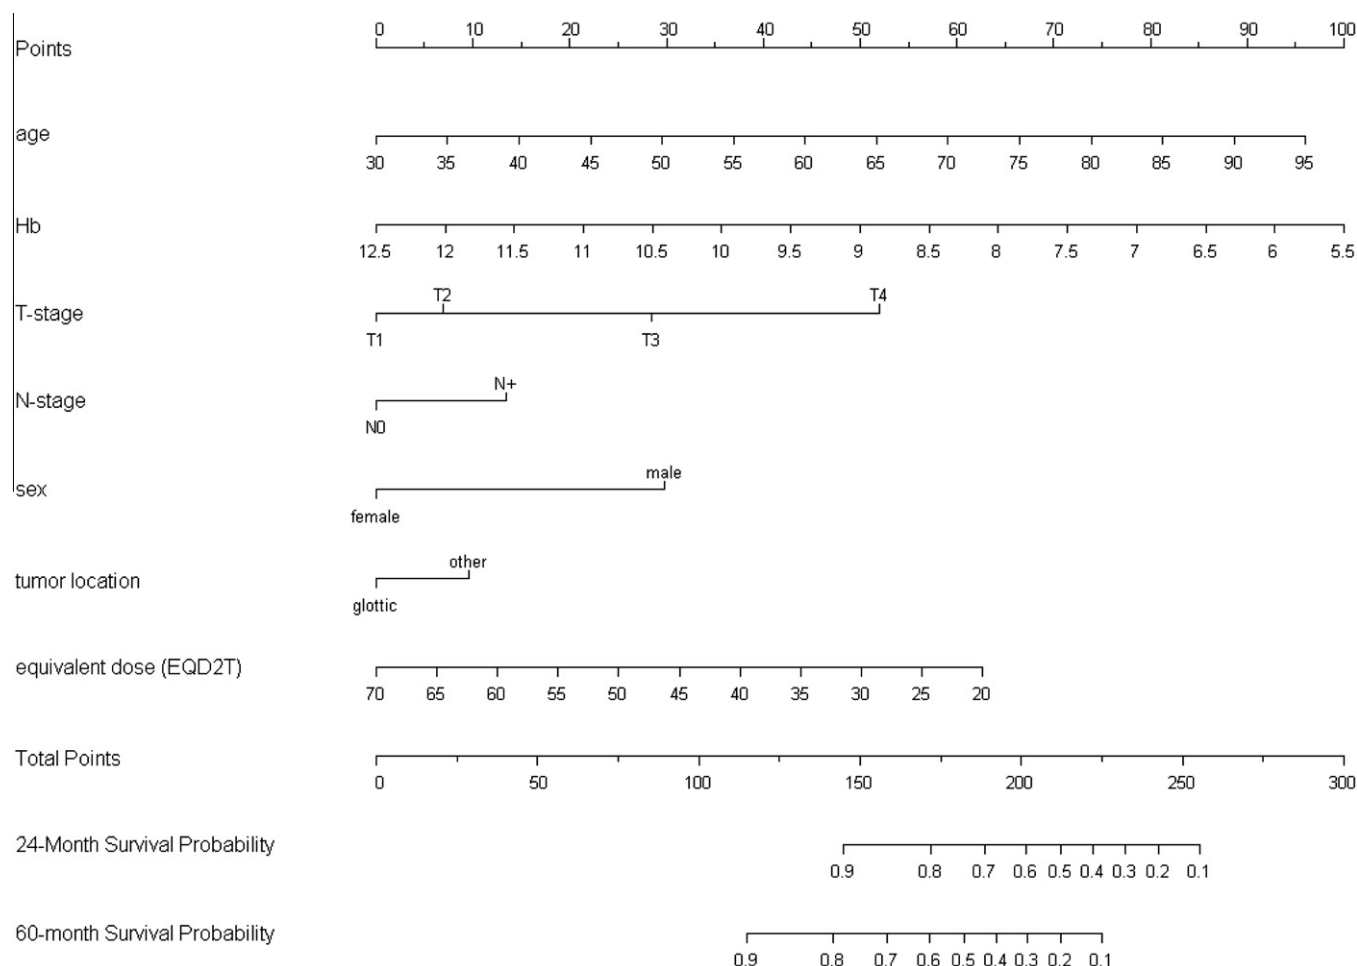 0 10 20 30 40 50 60 70 80 90 100
Points
age
30 35 40 45 50 55 60 65 70 75 80 85 90 95
Hb
12.5 12 11.5 11 10.5 10 9.5 9 8.5 8 7.5 7 6.5 6 5.5
T2 T4
T-stage
T1 T3
N+
N-stage
N0
male
sex
female
other
tumor location
glottic
equivalent dose (EQD2T)
70 65 60 55 50 45 40 35 30 25 20
Total Points
0 50 100 150 200 250 300
24-Month Survival Probability
0.9 0.8 0.7 0.6 0.5 0.4 0.3 0.2 0.1
60-month Survival Probability
0.9 0.8 0.7 0.6 0.5 0.4 0.3 0.2 0.1